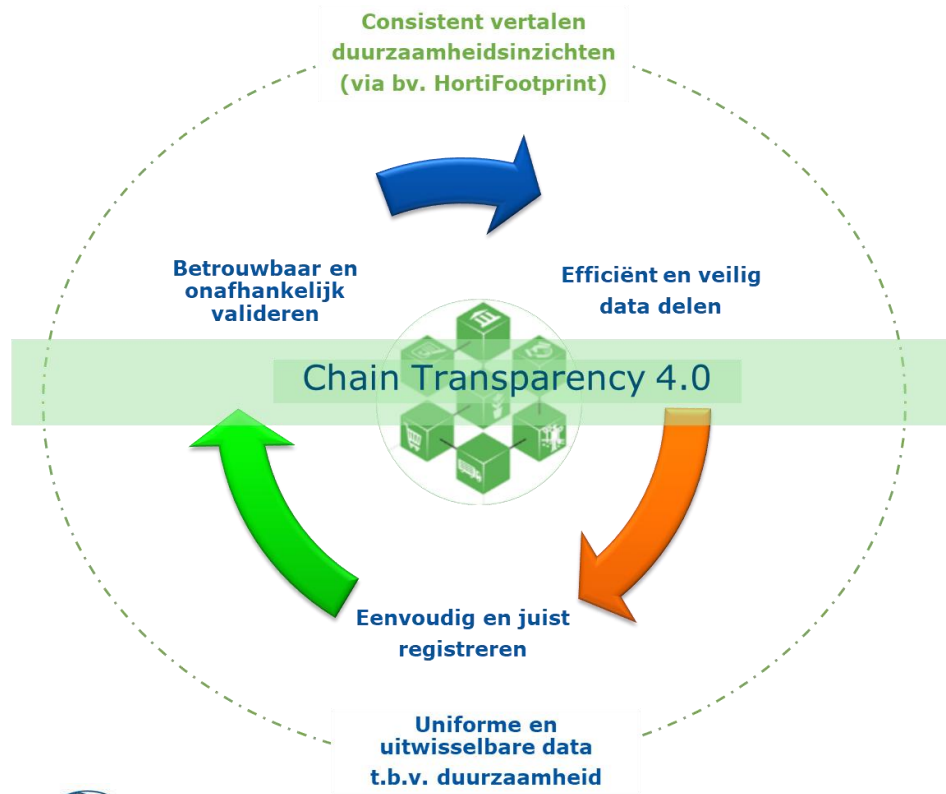 Consistent vertalen
duurzaamheidsinzichten
(via bv. HortiFootprint)
Betrouwbaar en
onafhankelijk
valideren
Efficiënt en veilig
data delen
Chain Transparency 4.0
Eenvoudig en juist
registreren
Uniforme en
uitwisselbare data
t.b.v. duurzaamheid